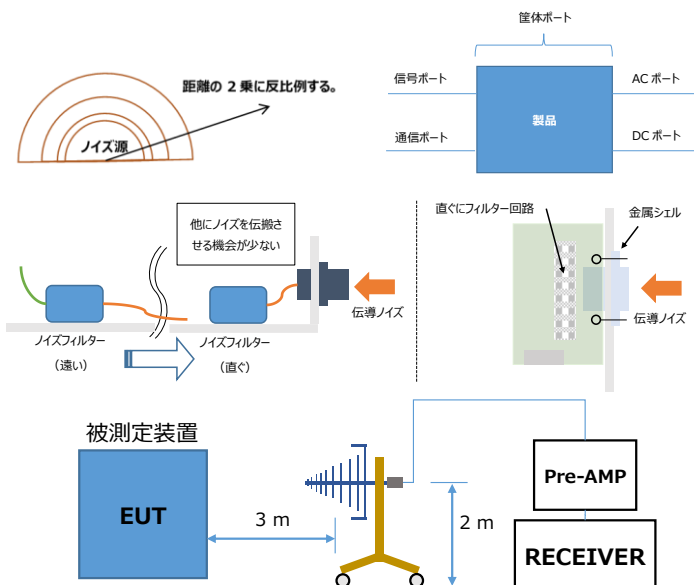 筐体ポート
距離の 2 乗に反比例する。
ノイズ源
信号ポート
ACポート
製品
通信ポート
DCポート
他にノイズを伝搬さ
せる機会が少ない
直ぐにフィルター回路
金属シェル
伝導ノイズ
伝導ノイズ
ノイズフィルター
（遠い）
ノイズフィルター
（直ぐ）
被測定装置
EUT
3 m
2 m
Pre-AMP
RECEIVER